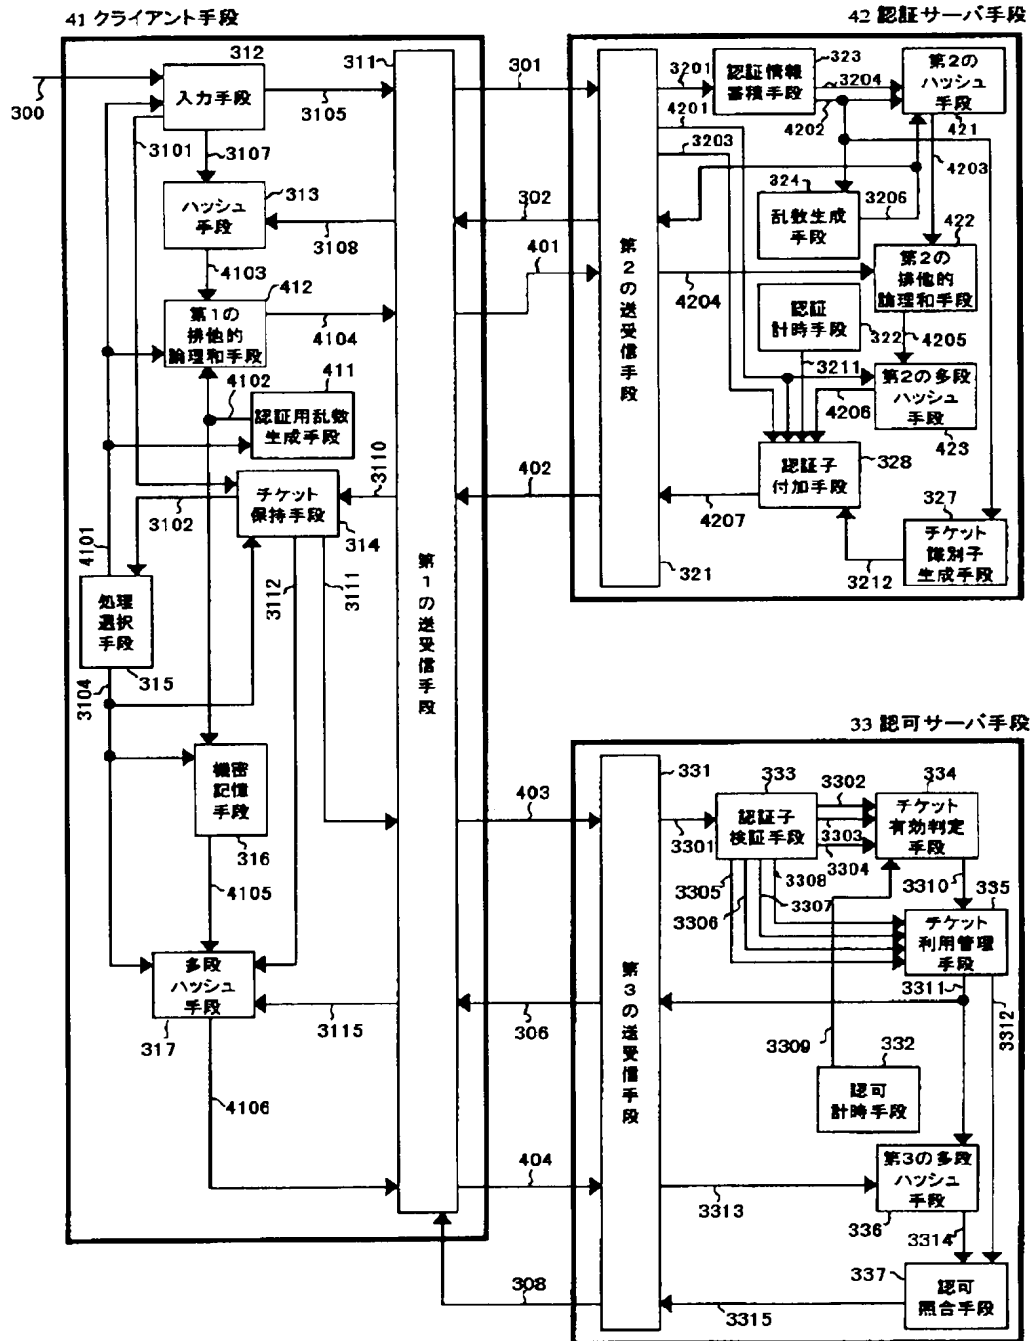 41 クライアント手段
300
312
入力手段
3105
3101
3107
313
ハッシュ
手段
3108
4103
412
第1の
排他的
論理和手段
4104
4102
411
認証用乱数
生成手段
3110
チケット
保持手段
314
3102
4101
3112
3111
処理
選択
手段
315
3104
機密
記憶
手段
316
4105
多段
ハッシュ
手段
317
3115
4106
311
第1の送受信手段
301
302
401
402
403
306
404
308
42 認証サーバ手段
321
第2の送受信手段
3201
4201
3203
323
認証情報
蓄積手段
3204
4202
第2の
ハッシュ
手段
421
4203
324
乱数生成
手段
3206
422
第2の
排他的
論理和手段
4204
認証
計時手段
322
4205
3211
第2の多段
ハッシュ
手段
423
4206
認証子
付加手段
328
4207
327
チケット
識別子
生成手段
3212
33 認可サーバ手段
331
第3の送受信手段
3301
333
認証子
検証手段
3302
3303
3304
334
チケット
有効判定
手段
3305
3306
3308
3307
3310
335
チケット
利用管理
手段
3311
3312
3309
332
認可
計時手段
第3の多段
ハッシュ
手段
336
3313
3314
337
認可
照合手段
3315